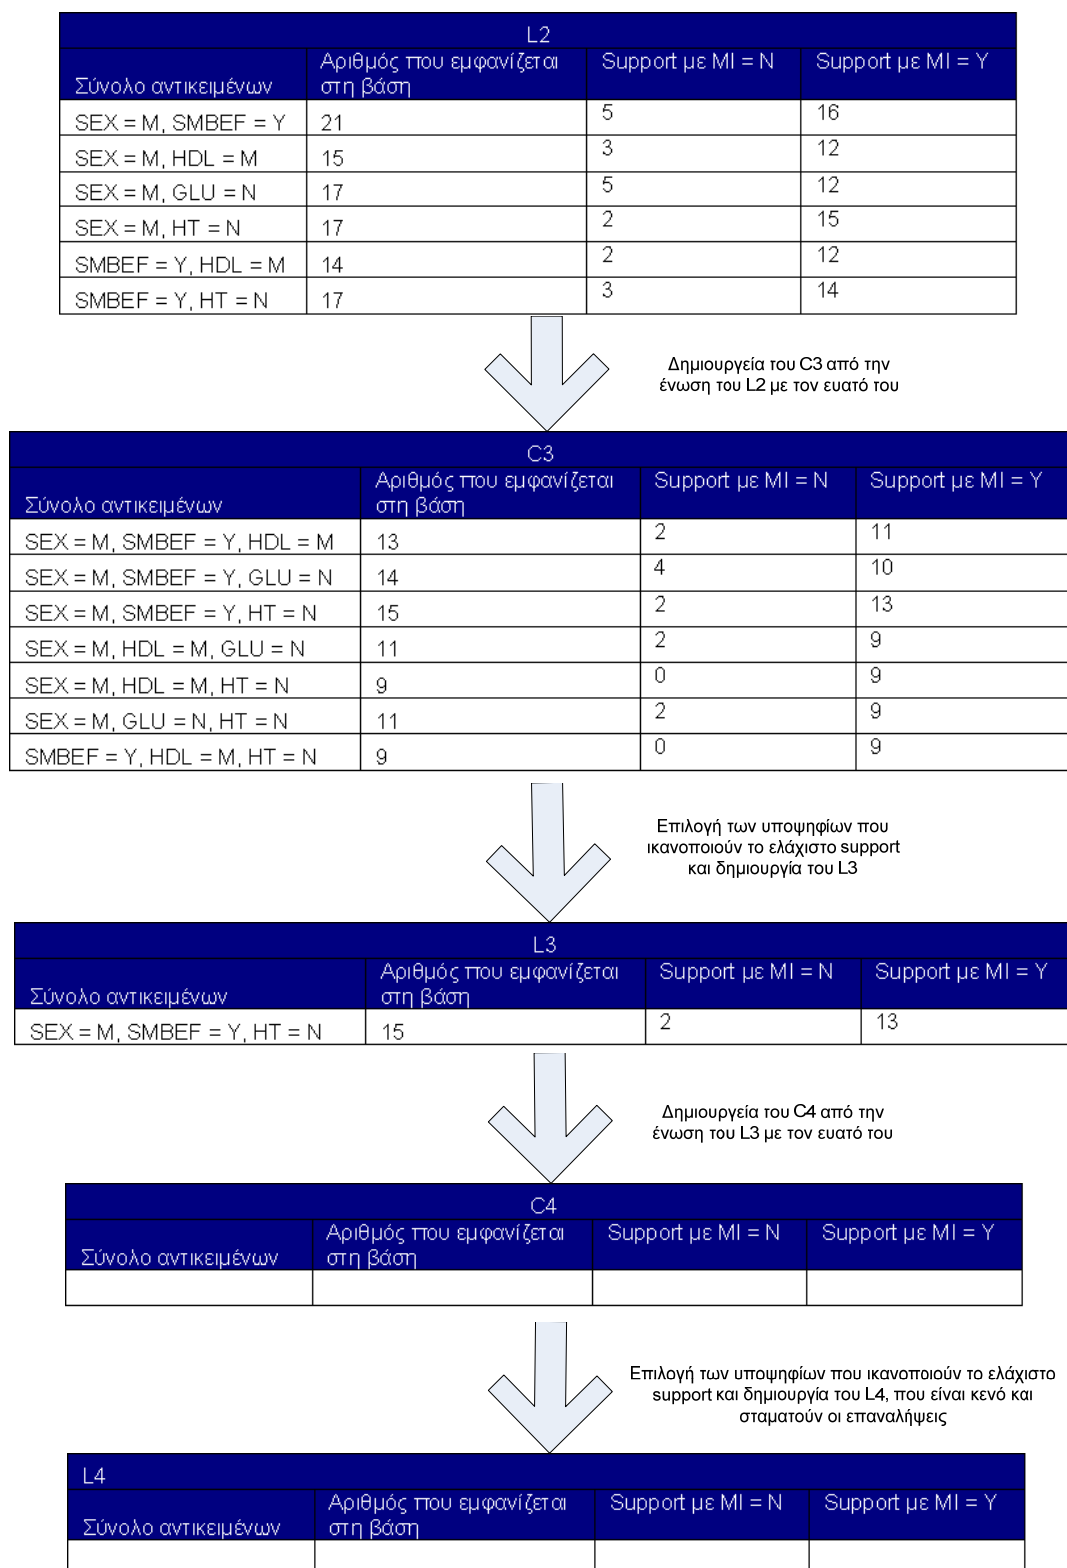 L2
Σύνολο αντικειμένων Αριθμός που εμφανίζεται στη βάση Support με MI = N Support με MI = Y
SEX = M, SMBEF = Y 21 5 16
SEX = M, HDL = M 15 3 12
SEX = M, GLU = N 17 5 12
SEX = M, HT = N 17 2 15
SMBEF = Y, HDL = M 14 2 12
SMBEF = Y, HT = N 17 3 14
Δημιουργεία του C3 από την
ένωση του L2 με τον ευατό του
C3
Σύνολο αντικειμένων Αριθμός που εμφανίζεται στη βάση Support με MI = N Support με MI = Y
SEX = M, SMBEF = Y, HDL = M 13 2 11
SEX = M, SMBEF = Y, GLU = N 14 4 10
SEX = M, SMBEF = Y, HT = N 15 2 13
SEX = M, HDL = M, GLU = N 11 2 9
SEX = M, HDL = M, HT = N 9 0 9
SEX = M, GLU = N, HT = N 11 2 9
SMBEF = Y, HDL = M, HT = N 9 0 9
Επιλογή των υποψηφίων που
ικανοποιούν το ελάχιστο support
και δημιουργία του L3
L3
Σύνολο αντικειμένων Αριθμός που εμφανίζεται στη βάση Support με MI = N Support με MI = Y
SEX = M, SMBEF = Y, HT = N 15 2 13
Δημιουργεία του C4 από την
ένωση του L3 με τον ευατό του
C4
Σύνολο αντικειμένων Αριθμός που εμφανίζεται στη βάση Support με MI = N Support με MI = Y
Επιλογή των υποψηφίων που ικανοποιούν το ελάχιστο
support και δημιουργία του L4, που είναι κενό και
σταματούν οι επαναλήψεις
L4
Σύνολο αντικειμένων Αριθμός που εμφανίζεται στη βάση Support με MI = N Support με MI = Y